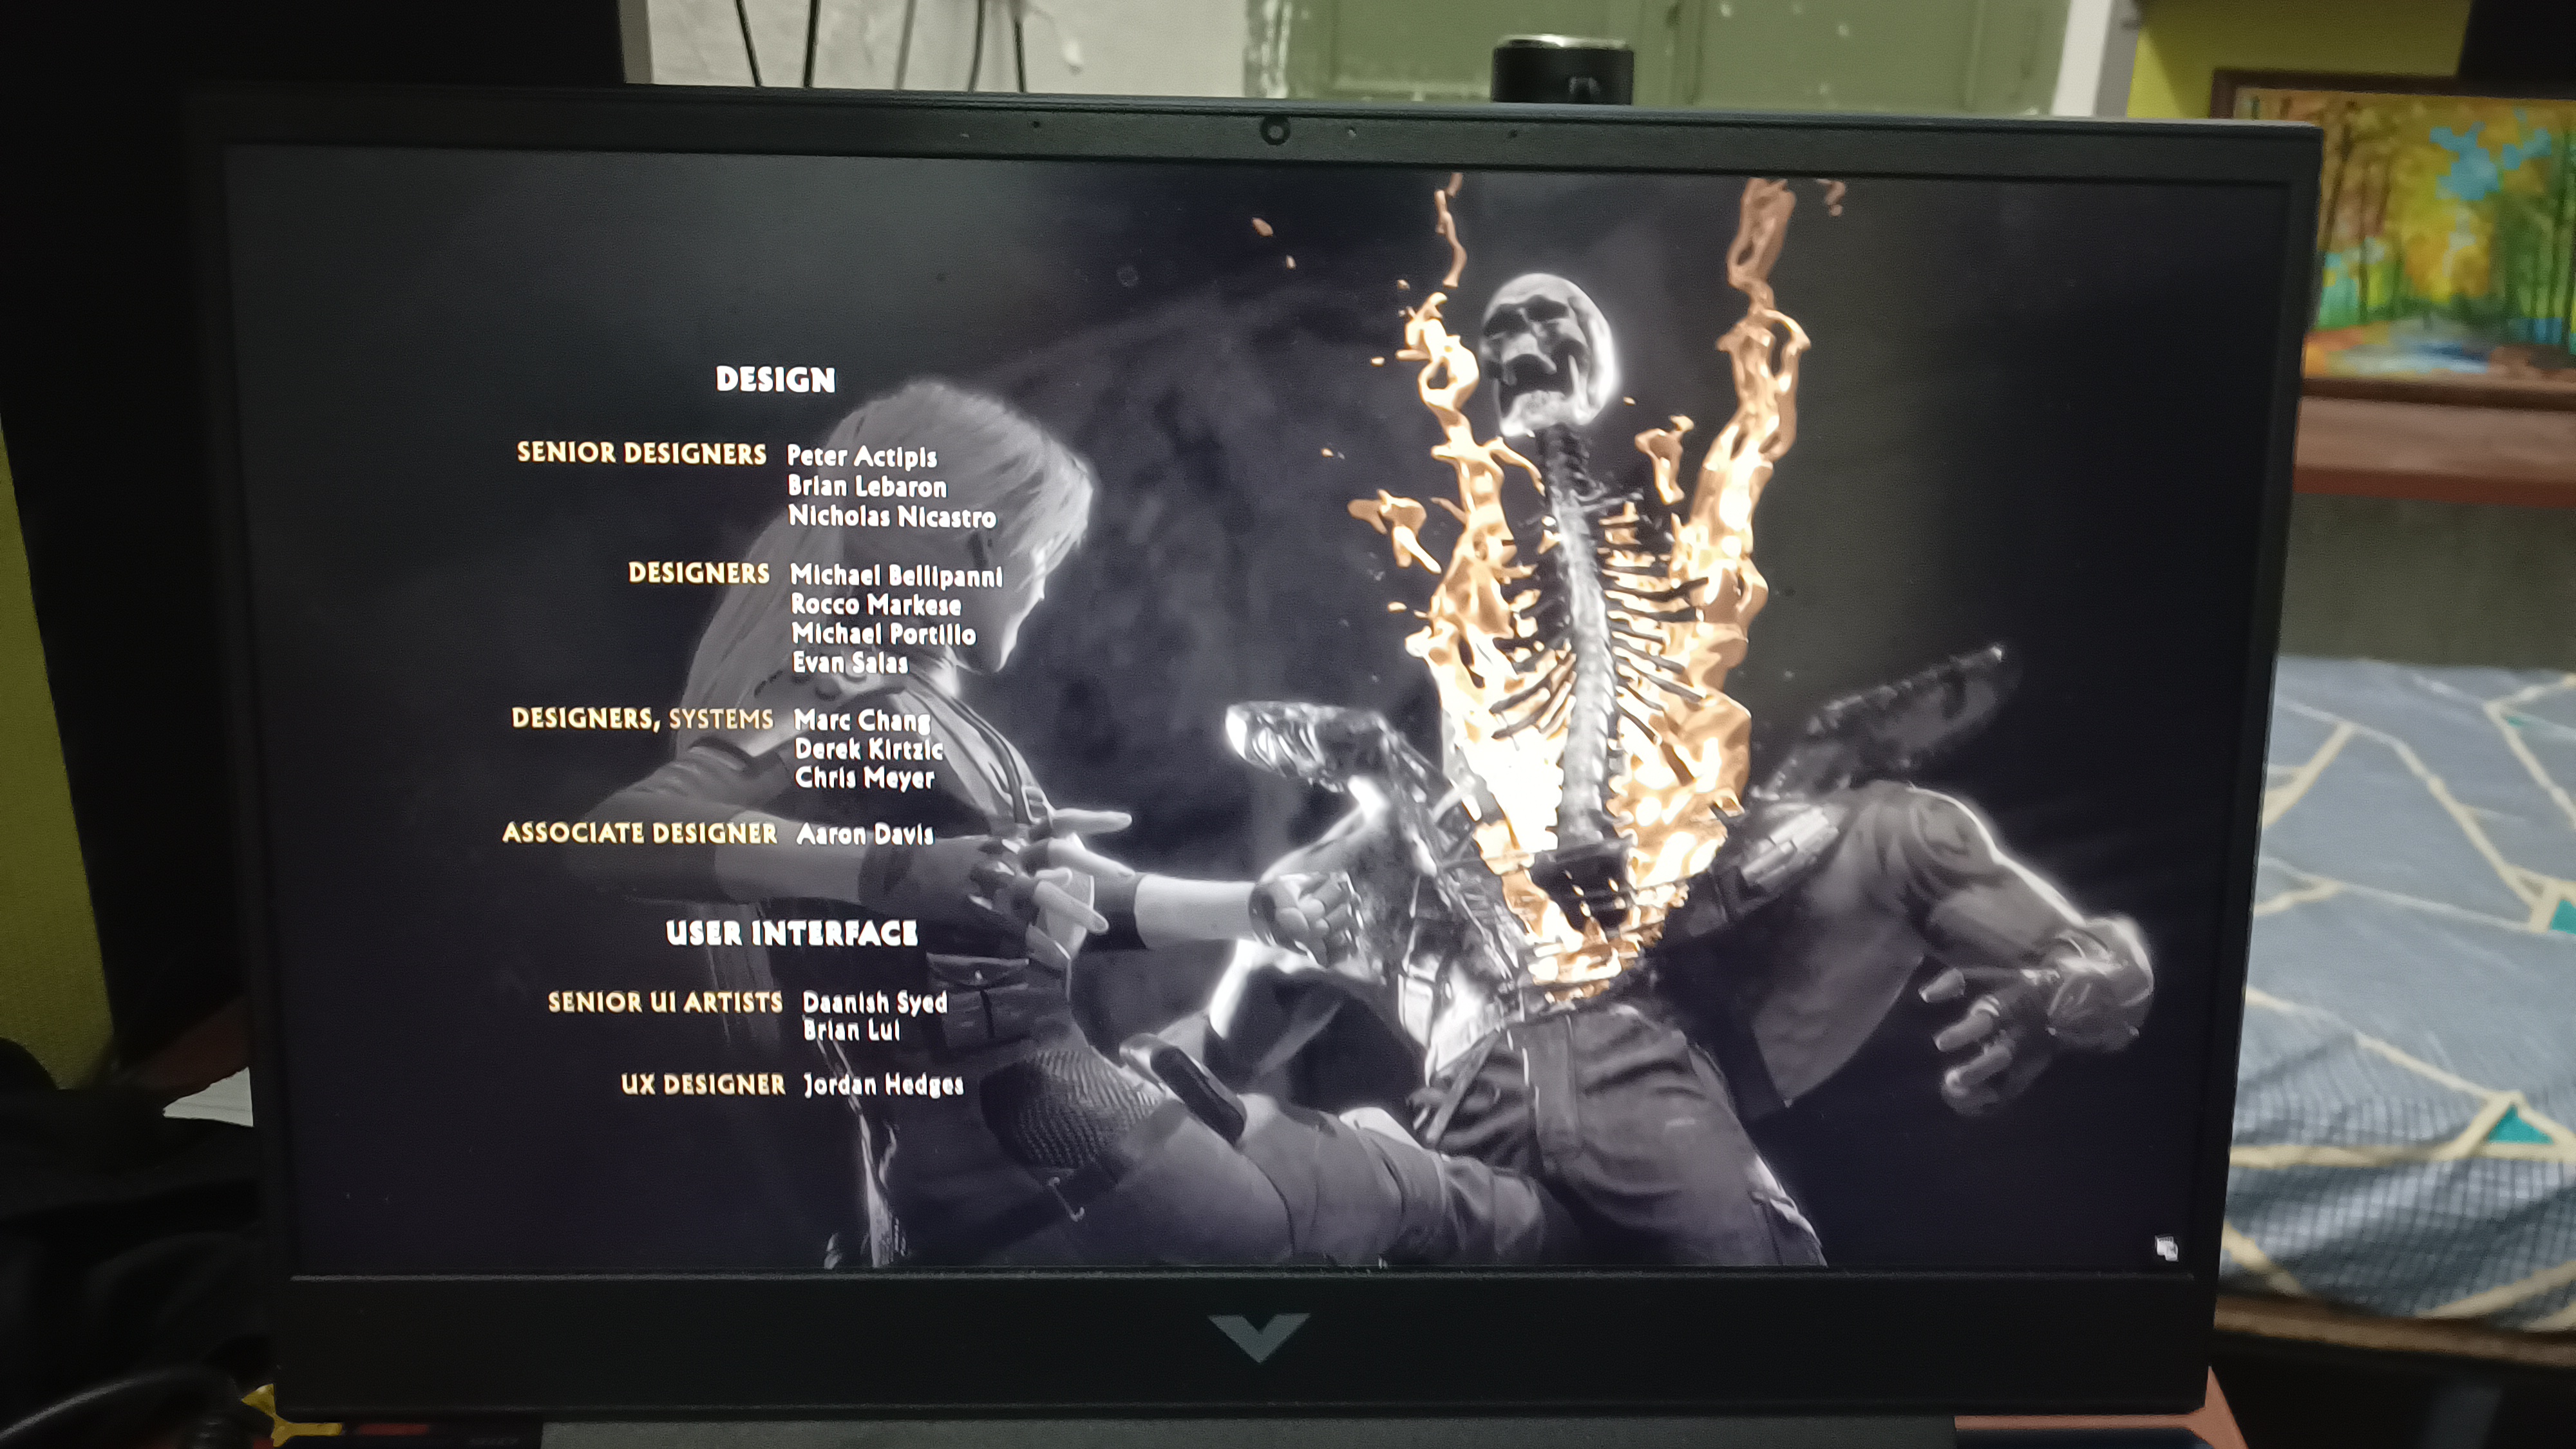 DESIGN
SENIOR DESIGNERS Peter Actipis
Brian Lebaron
Nicholas Nicastro
DESIGNERS Michael Bellipanni
Rocco Markese
Michael Portillo
Evan Salas
DESIGNERS, SYSTEMS Marc Chang
Derek Kirtzic
Chris Meyer
ASSOCIATE DESIGNER Aaron Davis
USER INTERFACE
SENIOR UI ARTISTS Daanish Syed
Brian Lui
UX DESIGNER Jordan Hedges